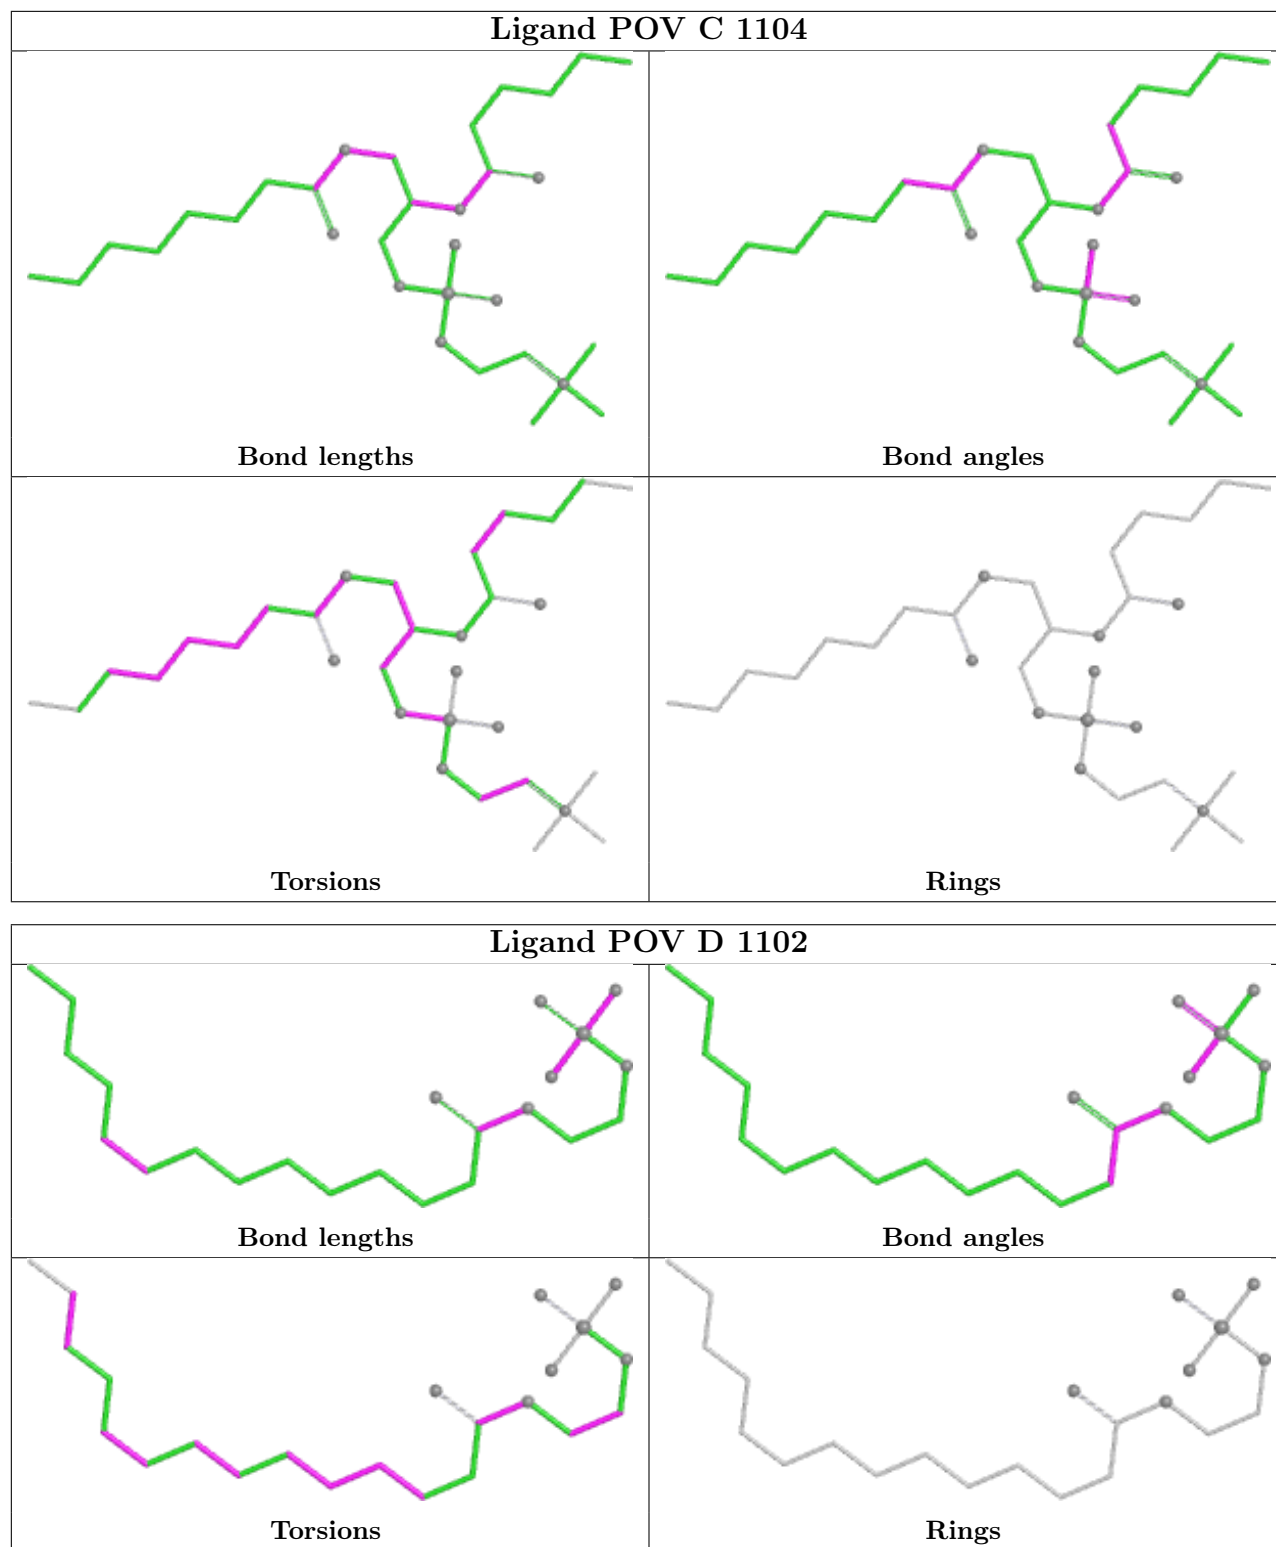 Ligand POV C 1104
Bond lengths
Bond angles
Torsions
Rings
Ligand POV D 1102
Bond lengths
Bond angles
Torsions
Rings